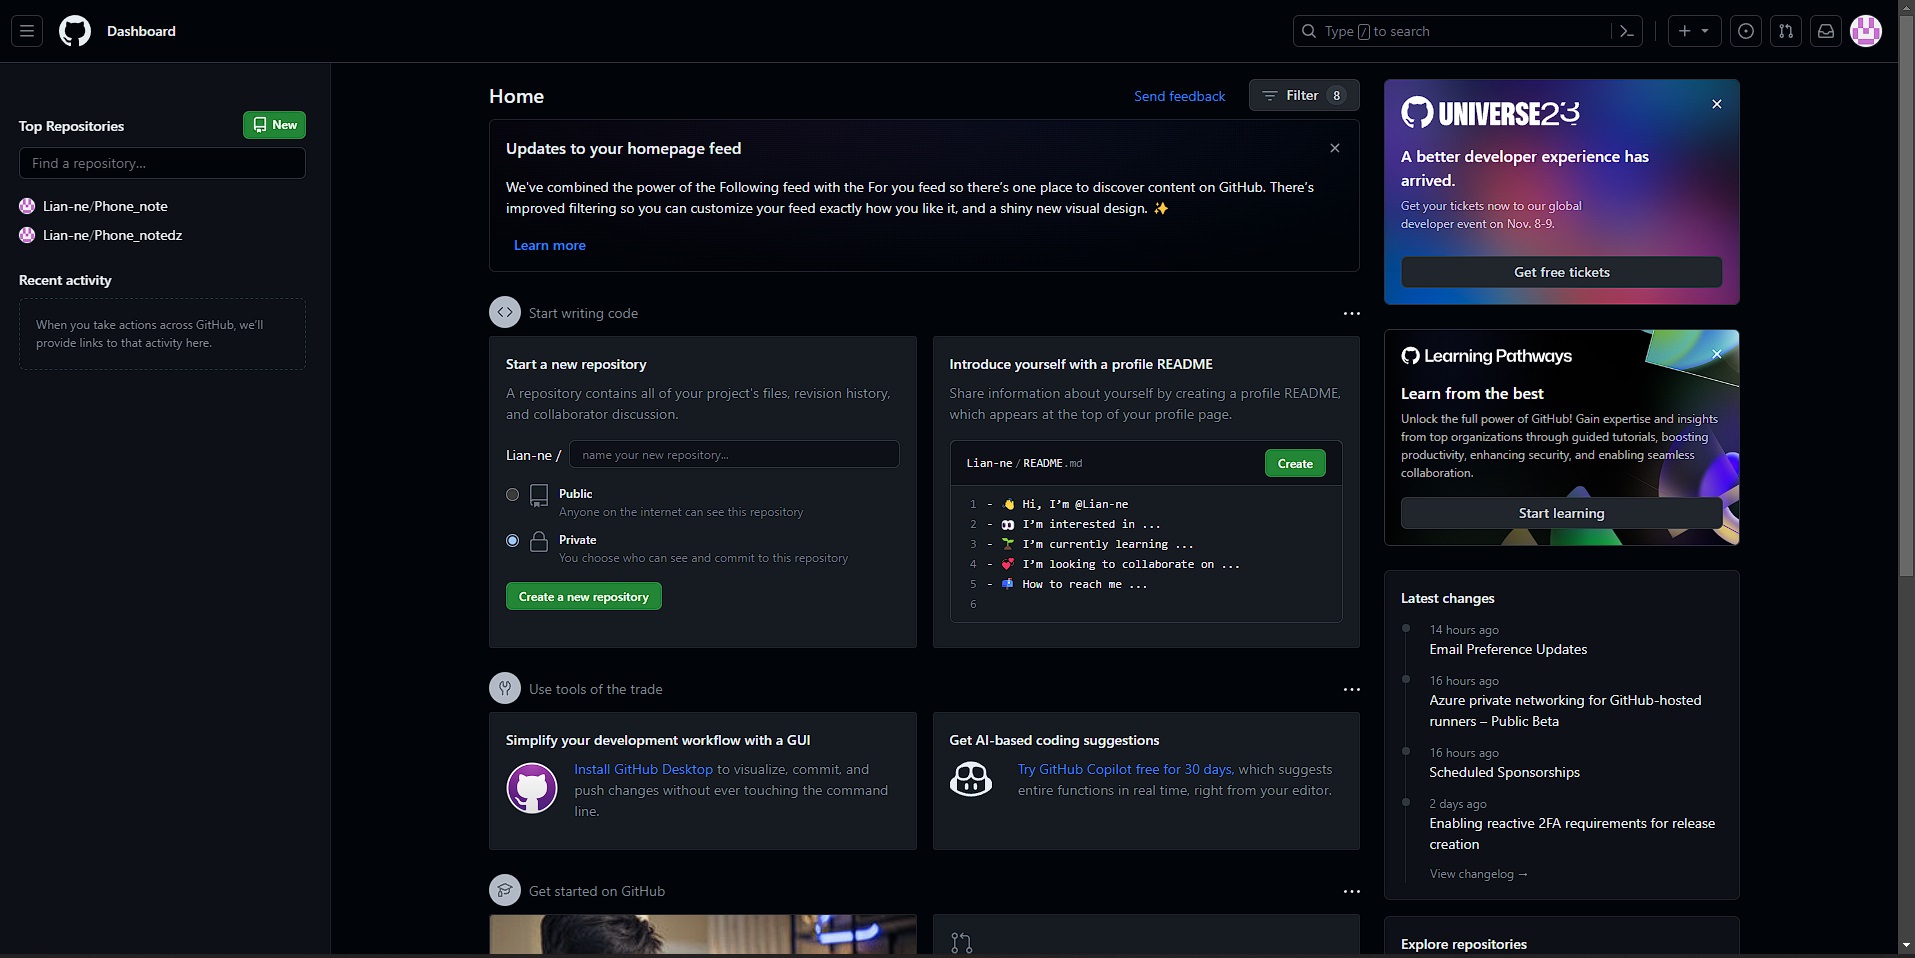 Dashboard
Type / to search
Top Repositories
New
Find a repository...
Lian-ne/Phone_note
Lian-ne/Phone_notedz
Recent activity
When you take actions across GitHub, we'll
provide links to that activity here.
Home
Send feedback
Filter 8
Updates to your homepage feed
We've combined the power of the Following feed with the For you feed so there's one place to discover content on GitHub. There's
improved filtering so you can customize your feed exactly how you like it, and a shiny new visual design. ✨
Learn more
Start writing code
Start a new repository
A repository contains all of your project's files, revision history,
and collaborator discussion.
Lian-ne / name your new repository...
Public
Anyone on the internet can see this repository
Private
You choose who can see and commit to this repository
Create a new repository
Introduce yourself with a profile README
Share information about yourself by creating a profile README,
which appears at the top of your profile page.
Lian-ne / README.md
Create
1 - 👋 Hi, I'm @Lian-ne
2 - 👀 I'm interested in ...
3 - 🌱 I'm currently learning ...
4 - 💞️ I'm looking to collaborate on ...
5 - 📫 How to reach me ...
6
Use tools of the trade
Simplify your development workflow with a GUI
Install GitHub Desktop to visualize, commit, and
push changes without ever touching the command
line.
Get AI-based coding suggestions
Try GitHub Copilot free for 30 days, which suggests
entire functions in real time, right from your editor.
Get started on GitHub
UNIVERSE23
A better developer experience has
arrived.
Get your tickets now to our global
developer event on Nov. 8-9.
Get free tickets
Learning Pathways
Learn from the best
Unlock the full power of GitHub! Gain expertise and insights
from top organizations through guided tutorials, boosting
productivity, enhancing security, and enabling seamless
collaboration.
Start learning
Latest changes
14 hours ago
Email Preference Updates
16 hours ago
Azure private networking for GitHub-hosted
runners – Public Beta
16 hours ago
Scheduled Sponsorships
2 days ago
Enabling reactive 2FA requirements for release
creation
View changelog →
Explore repositories